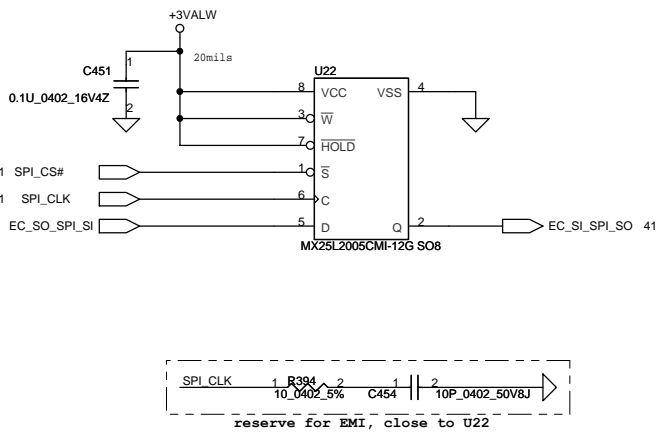 +3VALW
20mils
C451
1
2
0.1U_0402_16V4Z
U22
8 VCC VSS 4
3 W
7 HOLD
1 SPI_CS# 1 S
1 SPI_CLK 6 C
EC_SO_SPI_SI 5 D Q 2 EC_SI_SPI_SO 41
MX25L2005CMI-12G SO8
SPI_CLK 1 R394 2 1 2
10_0402_5% C454 10P_0402_50V8J
reserve for EMI, close to U22